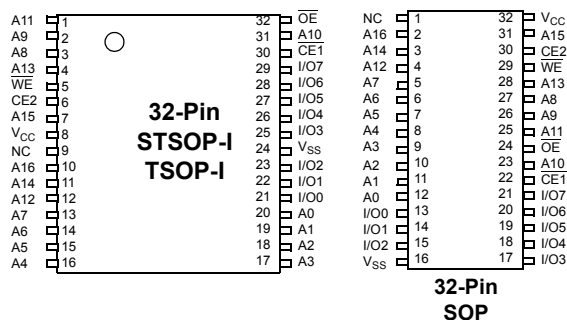 A11 1 32 O̅E̅
A9 2 31 A10
A8 3 30 C̅E̅1̅
A13 4 29 I/O7
W̅E̅ 5 28 I/O6
CE2 6 27 I/O5
A15 7 26 I/O4
VCC 8 25 I/O3
NC 9 24 VSS
A16 10 23 I/O2
A14 11 22 I/O1
A12 12 21 I/O0
A7 13 20 A0
A6 14 19 A1
A5 15 18 A2
A4 16 17 A3
32-Pin
STSOP-I
TSOP-I
NC 1 32 VCC
A16 2 31 A15
A14 3 30 CE2
A12 4 29 W̅E̅
A7 5 28 A13
A6 6 27 A8
A5 7 26 A9
A4 8 25 A11
A3 9 24 O̅E̅
A2 10 23 A10
A1 11 22 C̅E̅1̅
A0 12 21 I/O7
I/O0 13 20 I/O6
I/O1 14 19 I/O5
I/O2 15 18 I/O4
VSS 16 17 I/O3
32-Pin
SOP